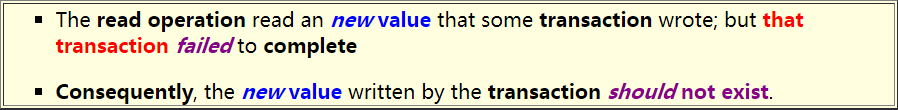 The read operation read an new value that some transaction wrote; but that
transaction failed to complete
Consequently, the new value written by the transaction should not exist.